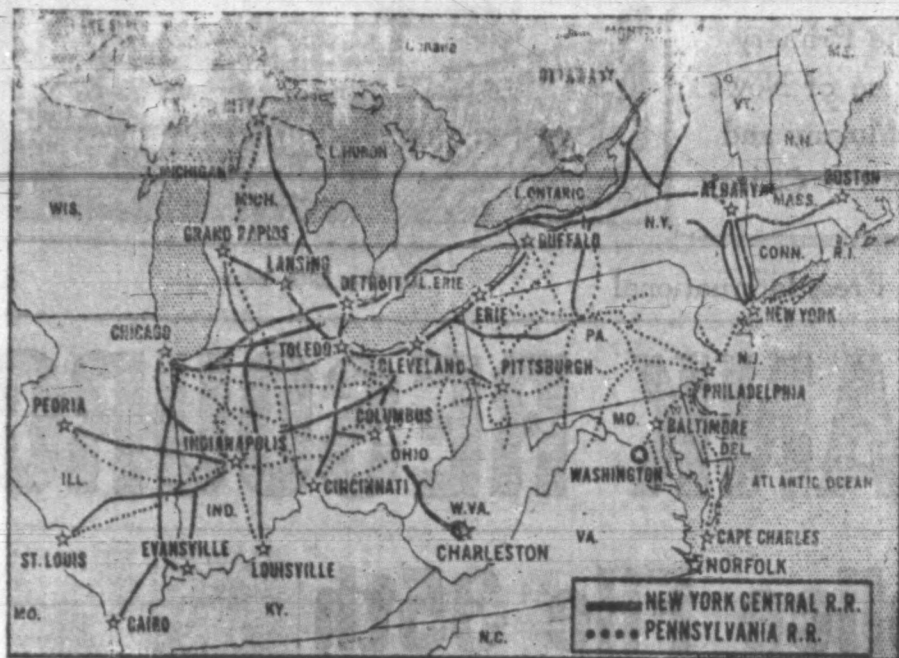 CANADA
OTTAWA
VT.
N.H.
L. HURON
MICHIGAN
WIS.
MICH.
L. ONTARIO
ALBANY
MASS.
BOSTON
GRAND RAPIDS
N.Y.
LANSING
BUFFALO
CONN.
R.I.
DETROIT
L. ERIE
ERIE
NEW YORK
CHICAGO
TOLEDO
CLEVELAND
PA.
N.J.
PITTSBURGH
PHILADELPHIA
PEORIA
COLUMBUS
MO.
BALTIMORE
INDIANAPOLIS
OHIO
DEL.
ILL.
CINCINNATI
WASHINGTON
ATLANTIC OCEAN
IND.
W.VA.
ST. LOUIS
EVANSVILLE
LOUISVILLE
CHARLESTON
VA.
CAPE CHARLES
NORFOLK
MO.
CAIRO
KY.
N.C.
NEW YORK CENTRAL R.R.
PENNSYLVANIA R.R.